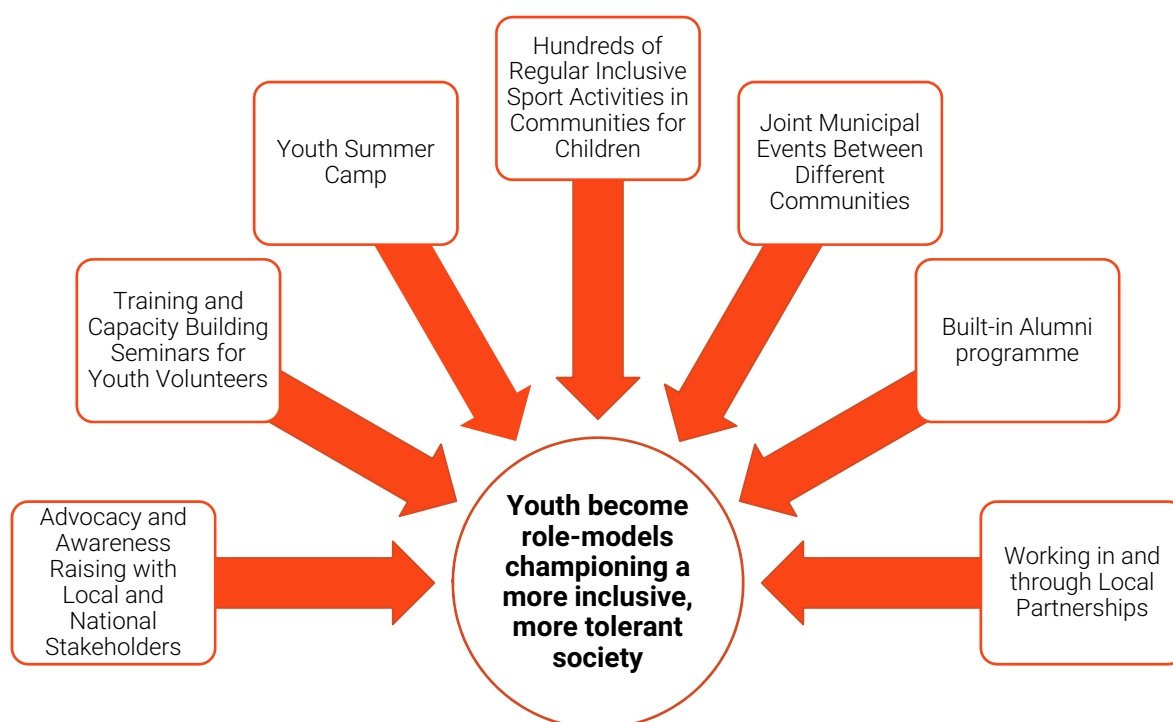 Hundreds of
Regular Inclusive
Sport Activities in
Communities for
Children
Youth Summer
Camp
Joint Municipal
Events Between
Different
Communities
Training and
Capacity Building
Seminars for
Youth Volunteers
Built-in Alumni
programme
Advocacy and
Awareness
Raising with
Local and
National
Stakeholders
Youth become
role-models
championing a
more inclusive,
more tolerant
society
Working in and
through Local
Partnerships